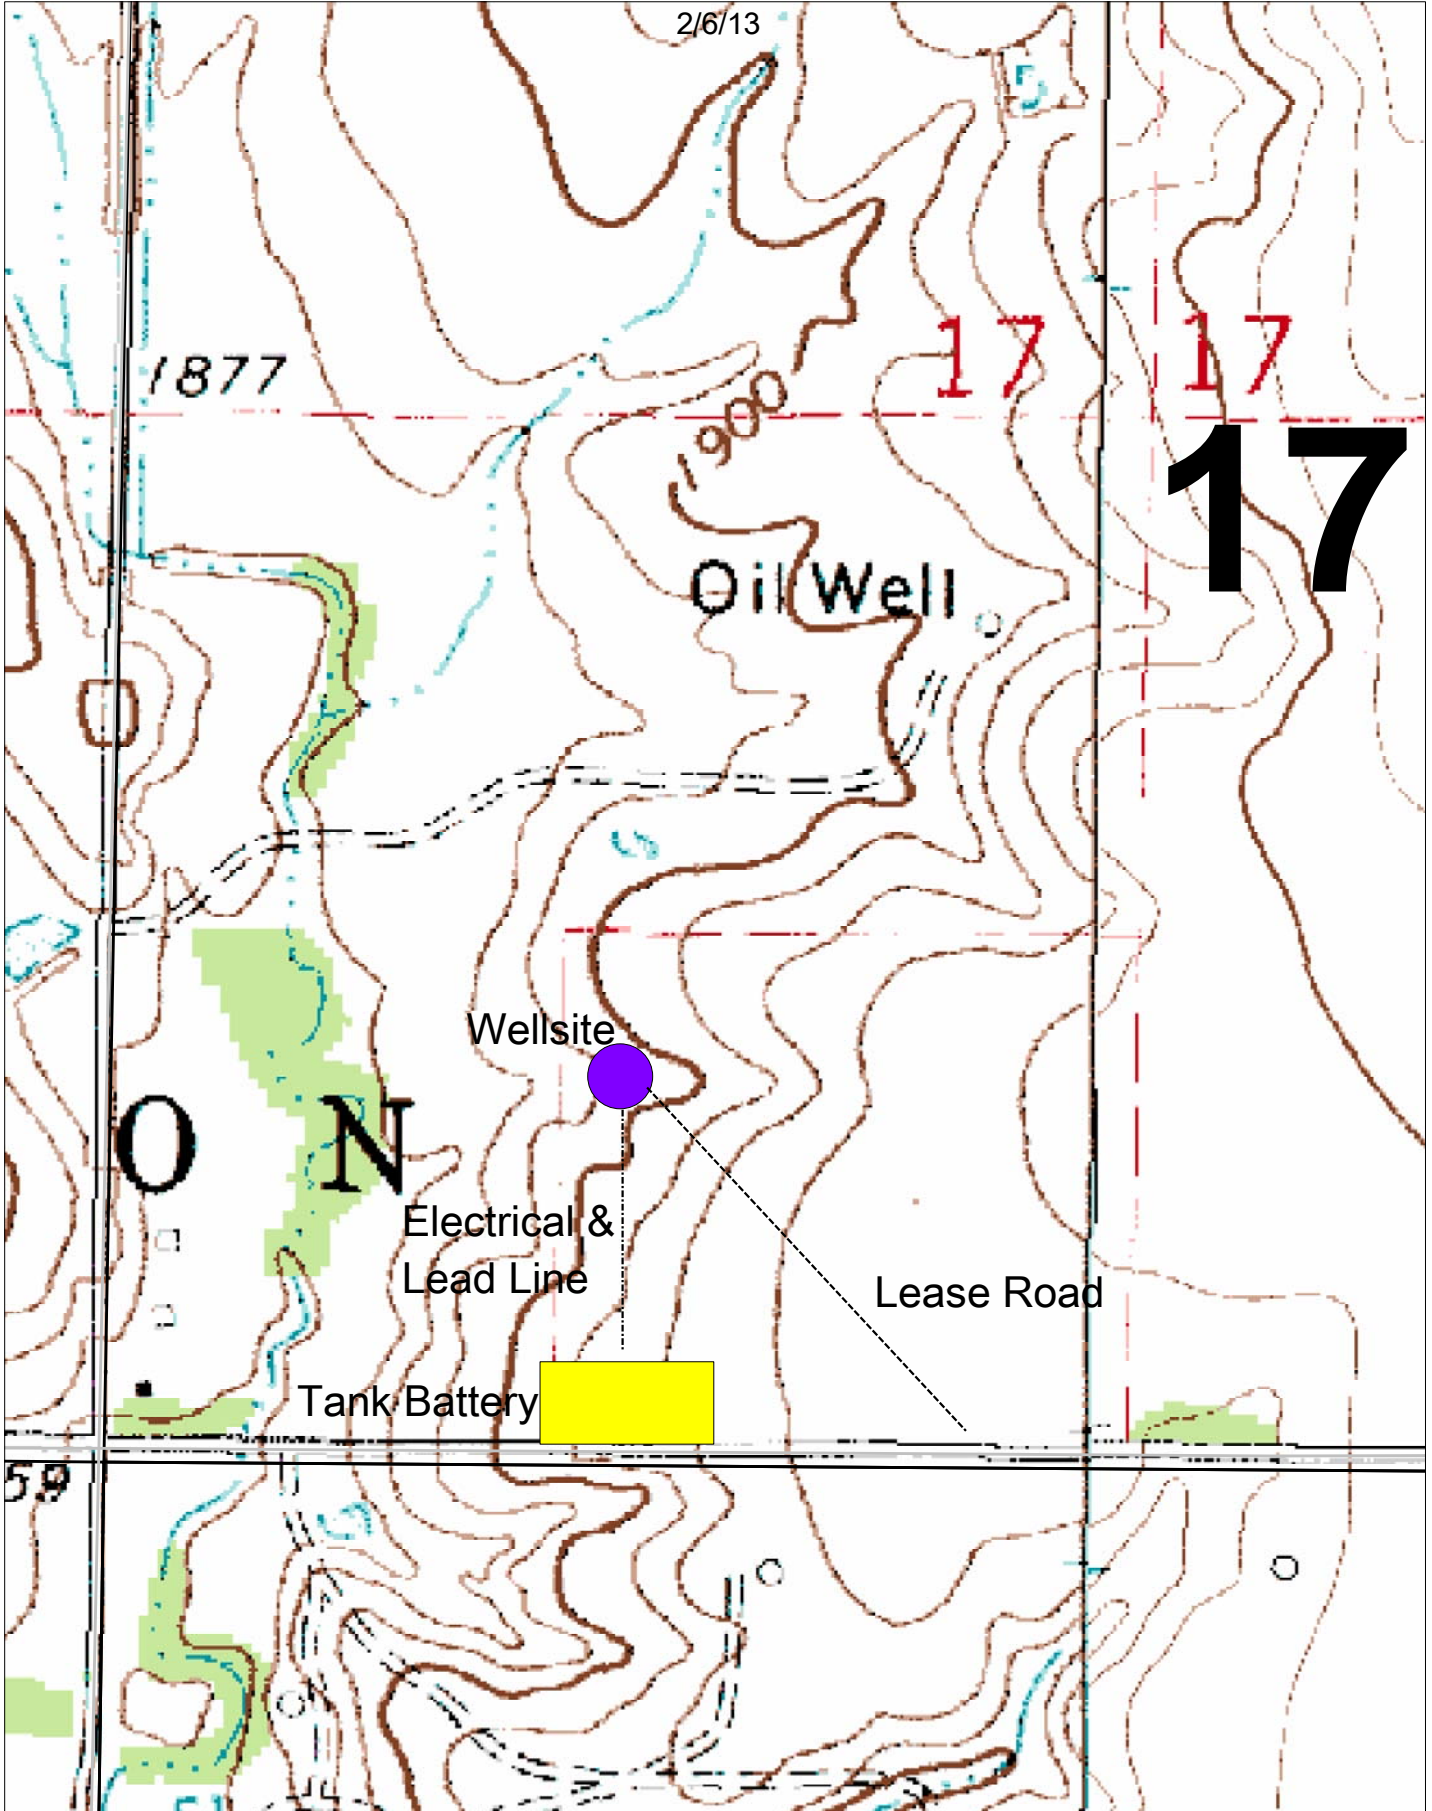 2/6/13
1877
17 17
1900
17
Oil Well
Wellsite
O N
Electrical &
Lead Line
Lease Road
Tank Battery
59